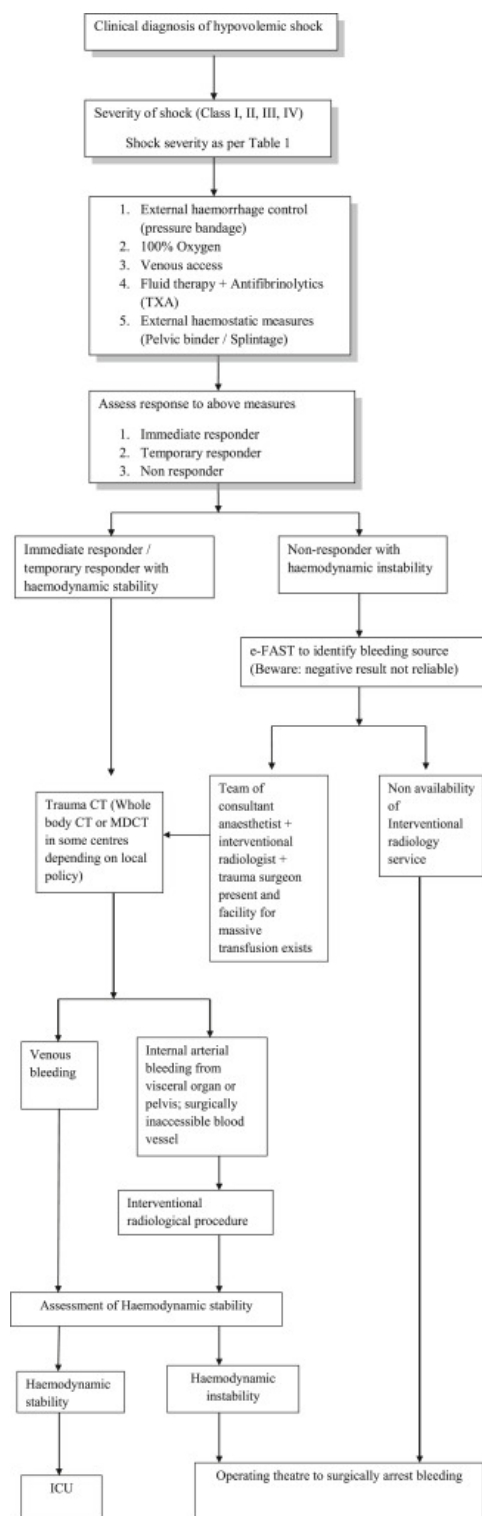 Clinical diagnosis of hypovolemic shock
Severity of shock (Class I, II, III, IV)
Shock severity as per Table 1
1. External haemorrhage control
(pressure bandage)
2. 100% Oxygen
3. Venous access
4. Fluid therapy + Antifibrinolytics
(TXA)
5. External haemostatic measures
(Pelvic binder / Splintage)
Assess response to above measures
1. Immediate responder
2. Temporary responder
3. Non responder
Immediate responder /
temporary responder with
haemodynamic stability
Non-responder with
haemodynamic instability
e-FAST to identify bleeding source
(Beware: negative result not reliable)
Trauma CT (Whole
body CT or MDCT
in some centres
depending on local
policy)
Team of
consultant
anaesthetist +
interventional
radiologist +
trauma surgeon
present and
facility for
massive
transfusion exists
Non availability
of
Interventional
radiology
service
Venous
bleeding
Internal arterial
bleeding from
visceral organ or
pelvis; surgically
inaccessible blood
vessel
Interventional
radiological procedure
Assessment of Haemodynamic stability
Haemodynamic
stability
Haemodynamic
instability
ICU
Operating theatre to surgically arrest bleeding